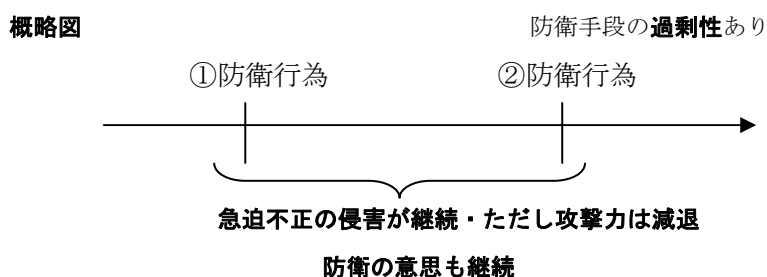 概略図
防衛手段の過剰性あり
①防衛行為
②防衛行為
急迫不正の侵害が継続・ただし攻撃力は減退
防衛の意思も継続